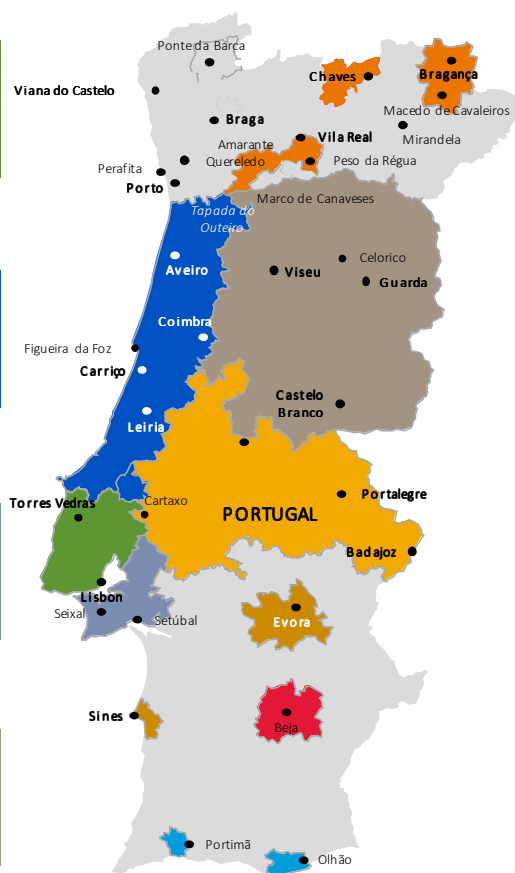 Ponte da Barca
Chaves
Bragança
Viana do Castelo
Macedo de Cavaleiros
Braga
Vila Real
Mirandela
Amarante
Quereledo
Peso da Régua
Perafita
Porto
Marco de Canaveses
Tapada do
Outeiro
Celorico
Aveiro
Viseu
Guarda
Coimbra
Figueira da Foz
Carriço
Castelo
Branco
Leiria
Portalegre
Torres Vedras
Cartaxo
PORTUGAL
Badajoz
Lisbon
Seixal
Setúbal
Evora
Sines
Beja
Portimã
Olhão